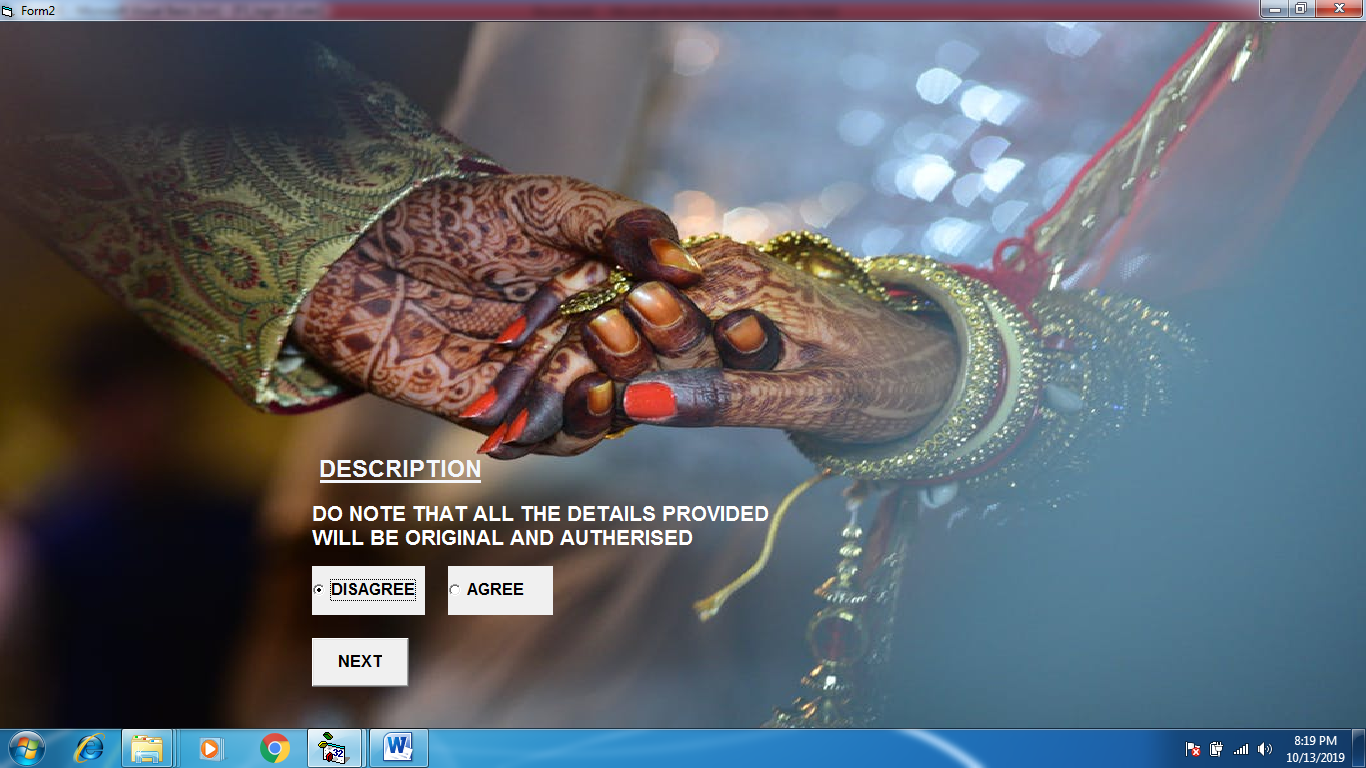 Form2
DESCRIPTION
DO NOTE THAT ALL THE DETAILS PROVIDED
WILL BE ORIGINAL AND AUTHERISED
DISAGREE AGREE
NEXT
8:19 PM
10/13/2019